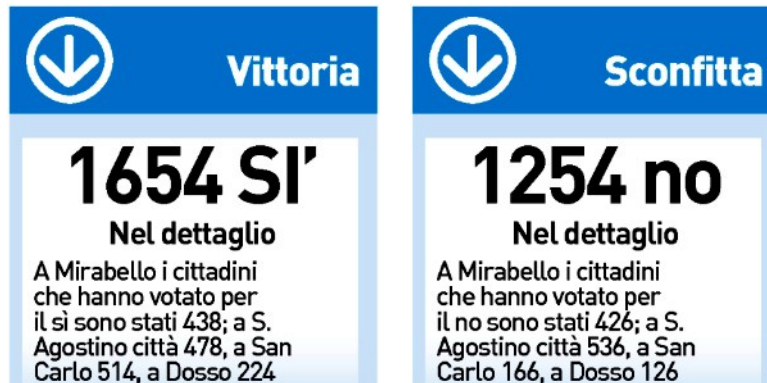 Vittoria
1654 SI'
Nel dettaglio
A Mirabello i cittadini
che hanno votato per
il sì sono stati 438; a S.
Agostino città 478, a San
Carlo 514, a Dosso 224
Sconfitta
1254 no
Nel dettaglio
A Mirabello i cittadini
che hanno votato per
il no sono stati 426; a S.
Agostino città 536, a San
Carlo 166, a Dosso 126